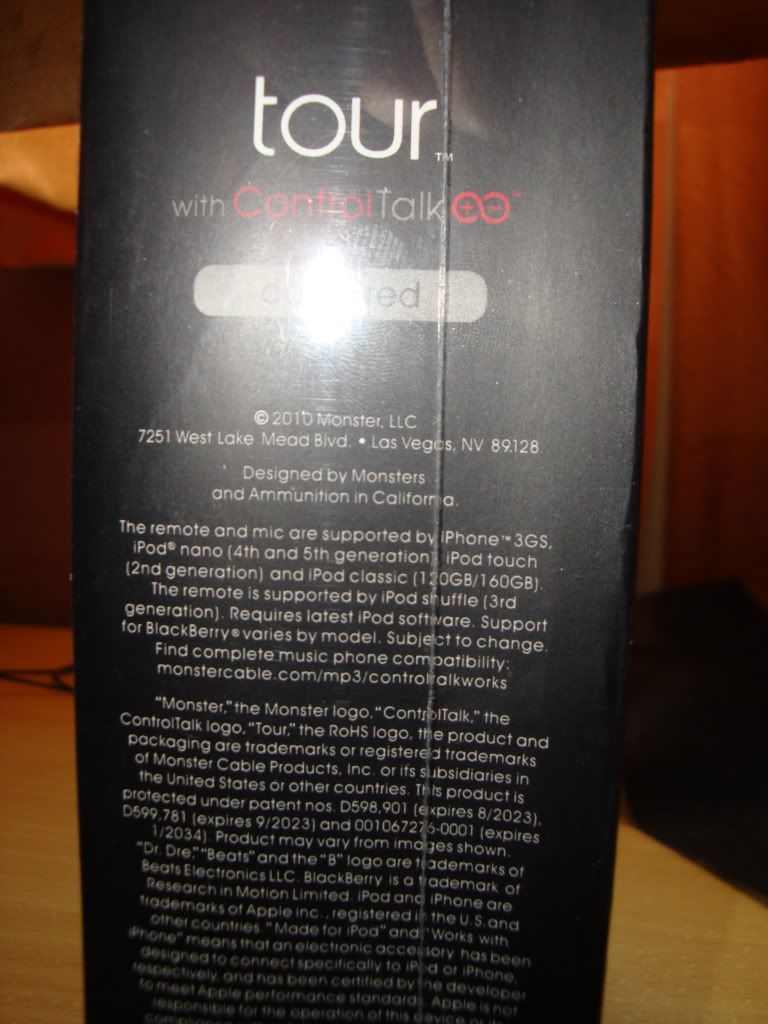 tour™
with ControlTalk™
© 2010 Monster, LLC
7251 West Lake Mead Blvd. • Las Vegas, NV 89128
Designed by Monsters
and Ammunition in California.
The remote and mic are supported by iPhone™ 3GS,
iPod® nano (4th and 5th generation), iPod touch
(2nd generation) and iPod classic (120GB/160GB).
The remote is supported by iPod shuffle (3rd
generation). Requires latest iPod software. Support
for BlackBerry® varies by model. Subject to change.
Find complete music phone compatibility:
monstercable.com/mp3/controltalkworks
“Monster,” the Monster logo, “ControlTalk,” the
ControlTalk logo, “Tour,” the RoHS logo, the product and
packaging are trademarks or registered trademarks
of Monster Cable Products, Inc. or its subsidiaries in
the United States or other countries. This product is
protected under patent nos. D598,901 (expires 8/2023),
D599,781 (expires 9/2023) and 001067276-0001 (expires
1/2034). Product may vary from images shown.
“Dr. Dre,” “Beats” and the “B” logo are trademarks of
Beats Electronics LLC. BlackBerry is a trademark of
Research in Motion Limited. iPod and iPhone are
trademarks of Apple inc., registered in the U.S. and
other countries. “Made for iPod” and “Works with
iPhone” means that an electronic accessory has been
designed to connect specifically to iPod or iPhone,
respectively, and has been certified by the developer
to meet Apple performance standards. Apple is not
responsible for the operation of this device or its